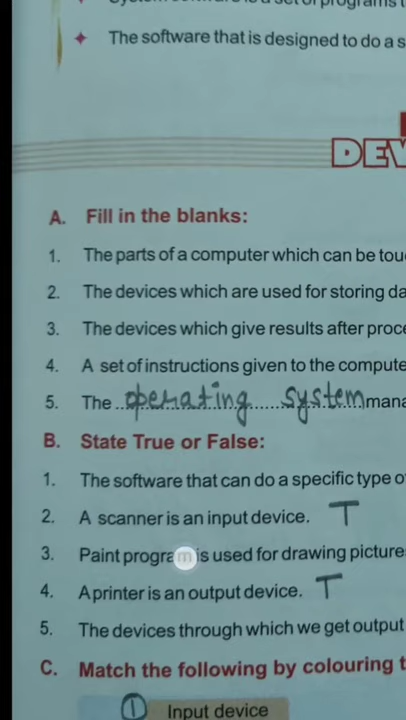 The software that is designed to do a s
DEV
A. Fill in the blanks:
1. The parts of a computer which can be tou
2. The devices which are used for storing da
3. The devices which give results after proce
4. A set of instructions given to the compute
5. The operating system mana
B. State True or False:
1. The software that can do a specific type o
2. A scanner is an input device. T
3. Paint program is used for drawing picture
4. A printer is an output device. T
5. The devices through which we get output
C. Match the following by colouring t
1 Input device